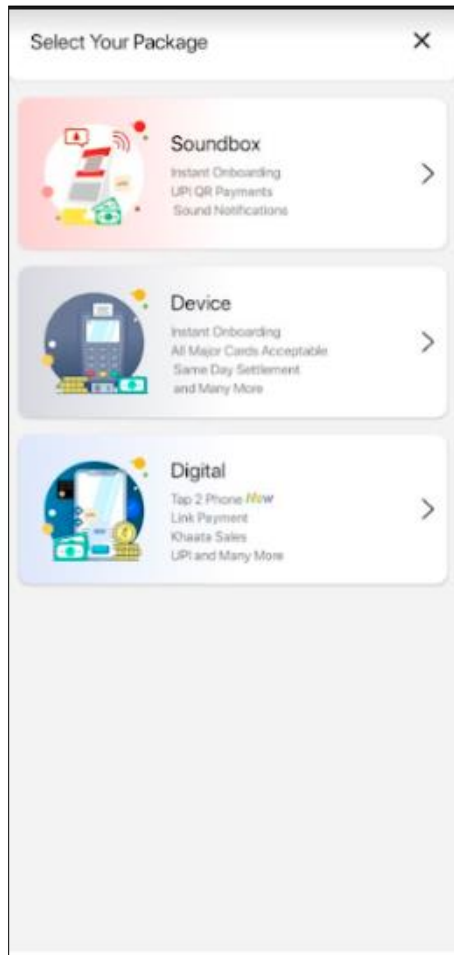 Select Your Package
Soundbox
Instant Onboarding
UPI QR Payments
Sound Notifications
Device
Instant Onboarding
All Major Cards Acceptable
Same Day Settlement
and Many More
Digital
Tap 2 Phone New
Link Payment
Khaata Sales
UPI and Many More